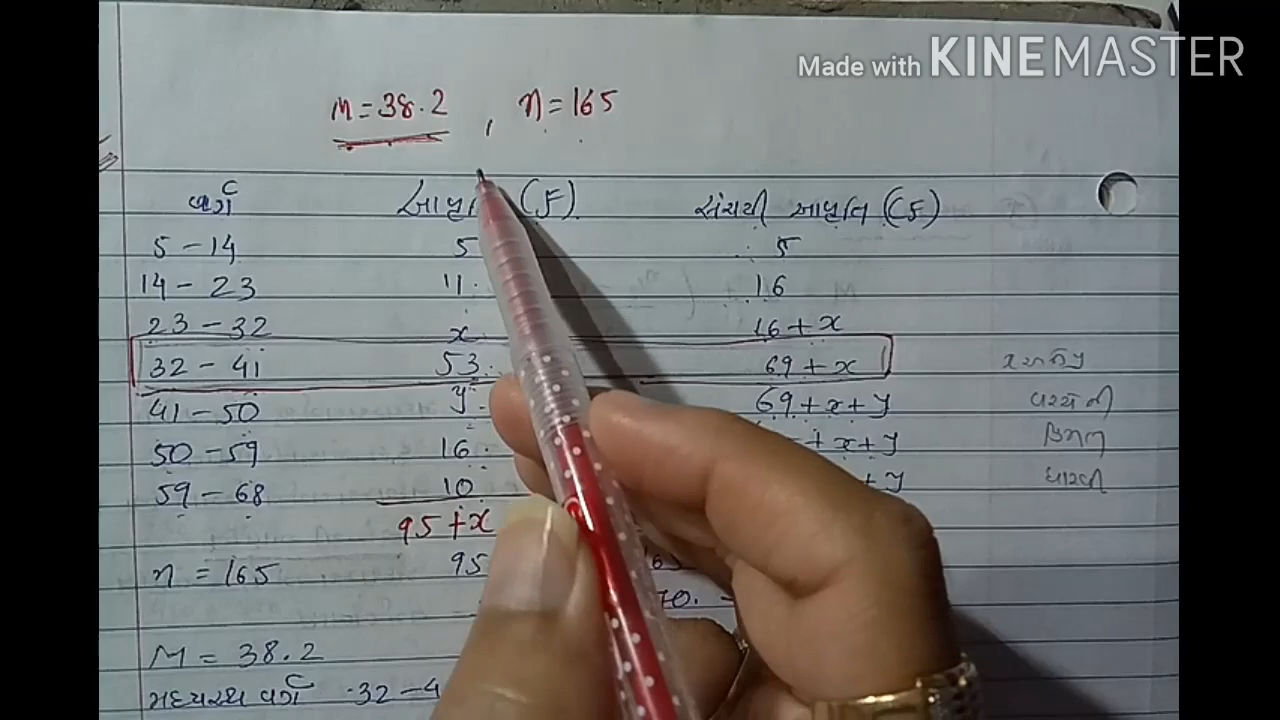 Made with KINEMASTER
M = 38.2 , n = 165
વર્ગ (F) સંચયી આવૃત્તિ (CF)
5 - 14 5 5
14 - 23 11 16
23 - 32 x 16 + x
32 - 41 53 69 + x
41 - 50 y 69 + x + y
50 - 59 16 + x + y
59 - 68 10 + y
95 + x
n = 165 95 165
70.
M = 38.2
મધ્યસ્થ વર્ગ 32 - 4